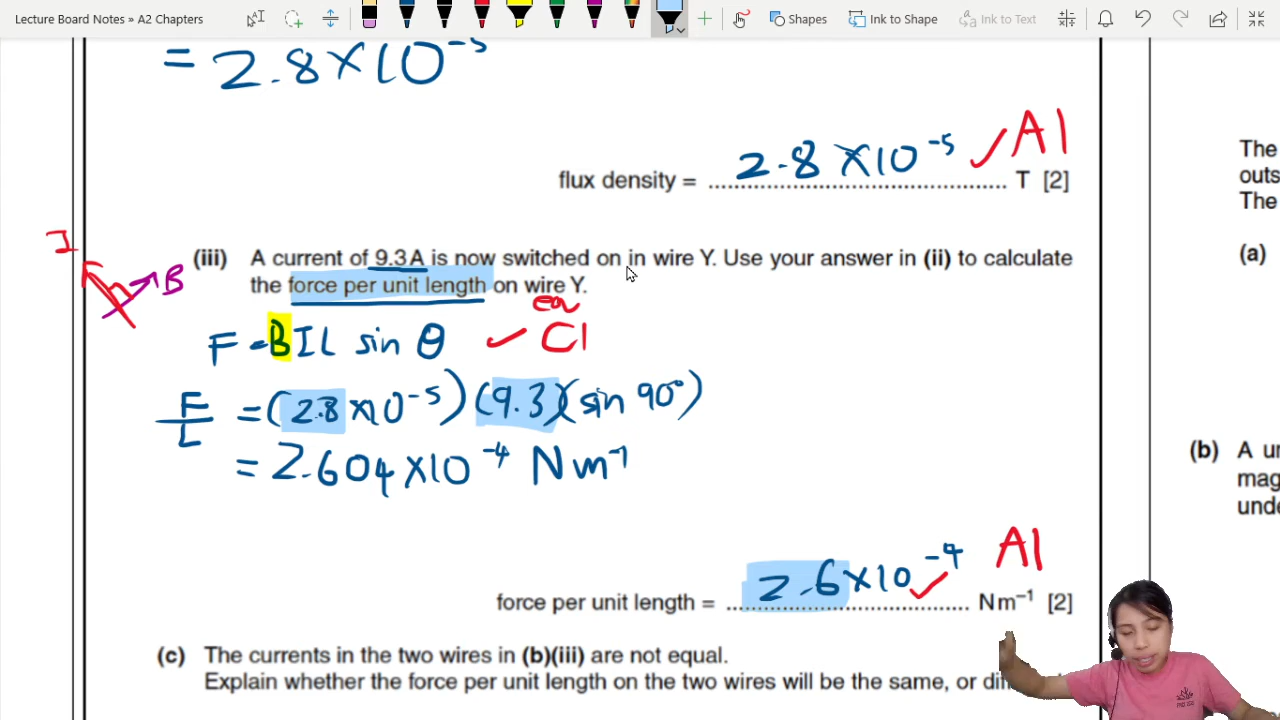 Lecture Board Notes » A2 Chapters
Shapes
Ink to Shape
Ink to Text
= 2.8×10⁻⁵
flux density = 2.8×10⁻⁵ T [2]
A1
I
B
(iii) A current of 9.3A is now switched on in wire Y. Use your answer in (ii) to calculate
the force per unit length on wire Y.
F = BIL sin θ
C1
F/L = (2.8×10⁻⁵)(9.3)(sin 90°)
= 2.604×10⁻⁴ Nm⁻¹
force per unit length = 2.6×10⁻⁴ Nm⁻¹ [2]
A1
(c) The currents in the two wires in (b)(iii) are not equal.
Explain whether the force per unit length on the two wires will be the same, or
The
outs
The
(a)
(b) A
mag
unde